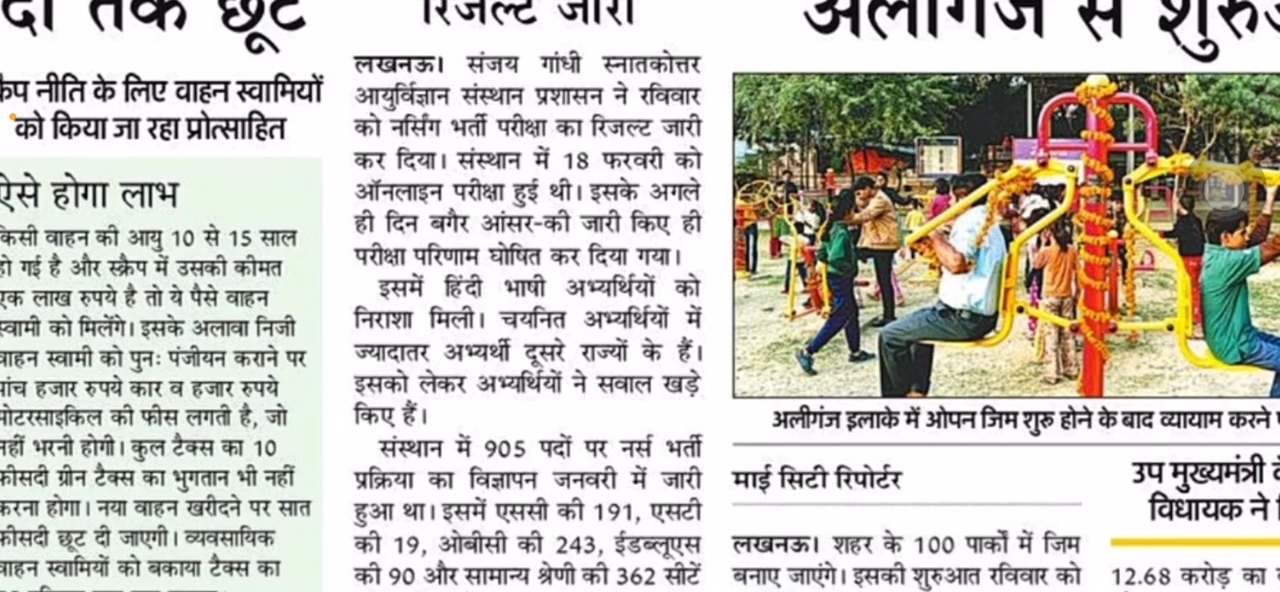 दी तक छूट
नीति के लिए वाहन स्वामियों
को किया जा रहा प्रोत्साहित
ऐसे होगा लाभ
किसी वाहन की आयु 10 से 15 साल
हो गई है और स्क्रैप में उसकी कीमत
एक लाख रुपये है तो ये पैसे वाहन
स्वामी को मिलेंगे। इसके अलावा निजी
वाहन स्वामी को पुनः पंजीयन कराने पर
पांच हजार रुपये कार व हजार रुपये
मोटरसाइकिल की फीस लगती है, जो
नहीं भरनी होगी। कुल टैक्स का 10
फीसदी ग्रीन टैक्स का भुगतान भी नहीं
करना होगा। नया वाहन खरीदने पर सात
फीसदी छूट दी जाएगी। व्यवसायिक
वाहन स्वामियों को बकाया टैक्स का
रिजल्ट जारी
लखनऊ। संजय गांधी स्नातकोत्तर
आयुर्विज्ञान संस्थान प्रशासन ने रविवार
को नर्सिंग भर्ती परीक्षा का रिजल्ट जारी
कर दिया। संस्थान में 18 फरवरी को
ऑनलाइन परीक्षा हुई थी। इसके अगले
ही दिन बगैर आंसर-की जारी किए ही
परीक्षा परिणाम घोषित कर दिया गया।
इसमें हिंदी भाषी अभ्यर्थियों को
निराशा मिली। चयनित अभ्यर्थियों में
ज्यादातर अभ्यर्थी दूसरे राज्यों के हैं।
इसको लेकर अभ्यर्थियों ने सवाल खड़े
किए हैं।
संस्थान में 905 पदों पर नर्स भर्ती
प्रक्रिया का विज्ञापन जनवरी में जारी
हुआ था। इसमें एससी की 191, एसटी
की 19, ओबीसी की 243, ईडब्लूएस
की 90 और सामान्य श्रेणी की 362 सीटें
अलीगंज से
अलीगंज इलाके में ओपन जिम शुरू होने के बाद व्यायाम करने
माई सिटी रिपोर्टर
लखनऊ। शहर के 100 पार्कों में जिम
बनाए जाएंगे। इसकी शुरुआत रविवार को
उप मुख्यमंत्री
विधायक ने
12.68 करोड़ का